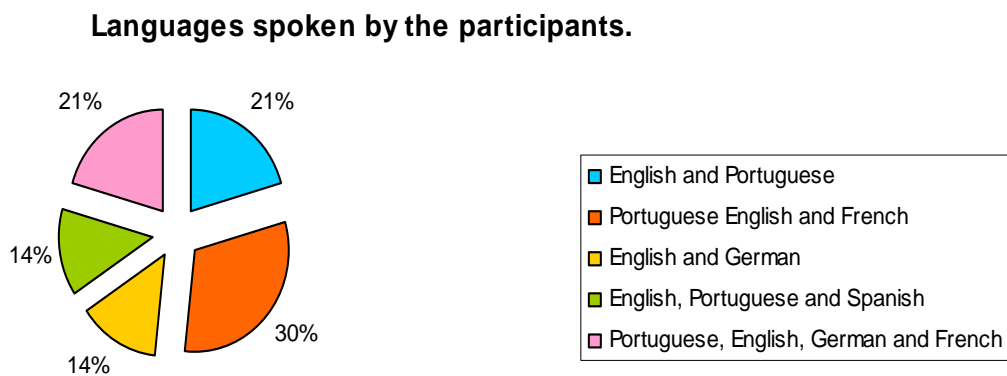 Languages spoken by the participants.
21%
21%
14%
14%
30%
English and Portuguese
Portuguese English and French
English and German
English, Portuguese and Spanish
Portuguese, English, German and French